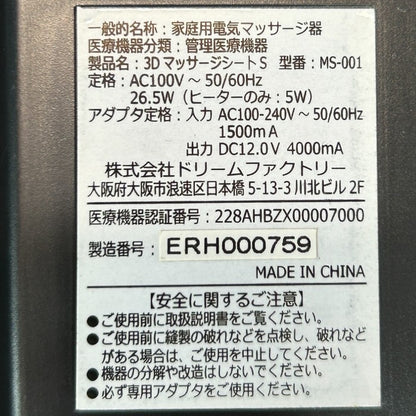 一般的名称：家庭用電気マッサージ器
医療機器分類：管理医療機器
製品名：3DマッサージシートS 型番：MS-001
定格：AC100V～50/60Hz
26.5W（ヒーターのみ：5W）
アダプタ定格：入力 AC100-240V～50/60Hz
1500mA
出力 DC12.0V 4000mA
株式会社ドリームファクトリー
大阪府大阪市浪速区日本橋5-13-3 川北ビル 2F
医療機器認証番号：228AHBZX00007000
製造番号：ERH000759
MADE IN CHINA
【安全に関するご注意】
●ご使用前に取扱説明書をご覧ください。
●ご使用前に縫製の破れなどを点検し、破れなど
がある場合は、ご使用を中止してください。
●機器の分解や改造はしないでください。
●必ず専用アダプタをご使用ください。